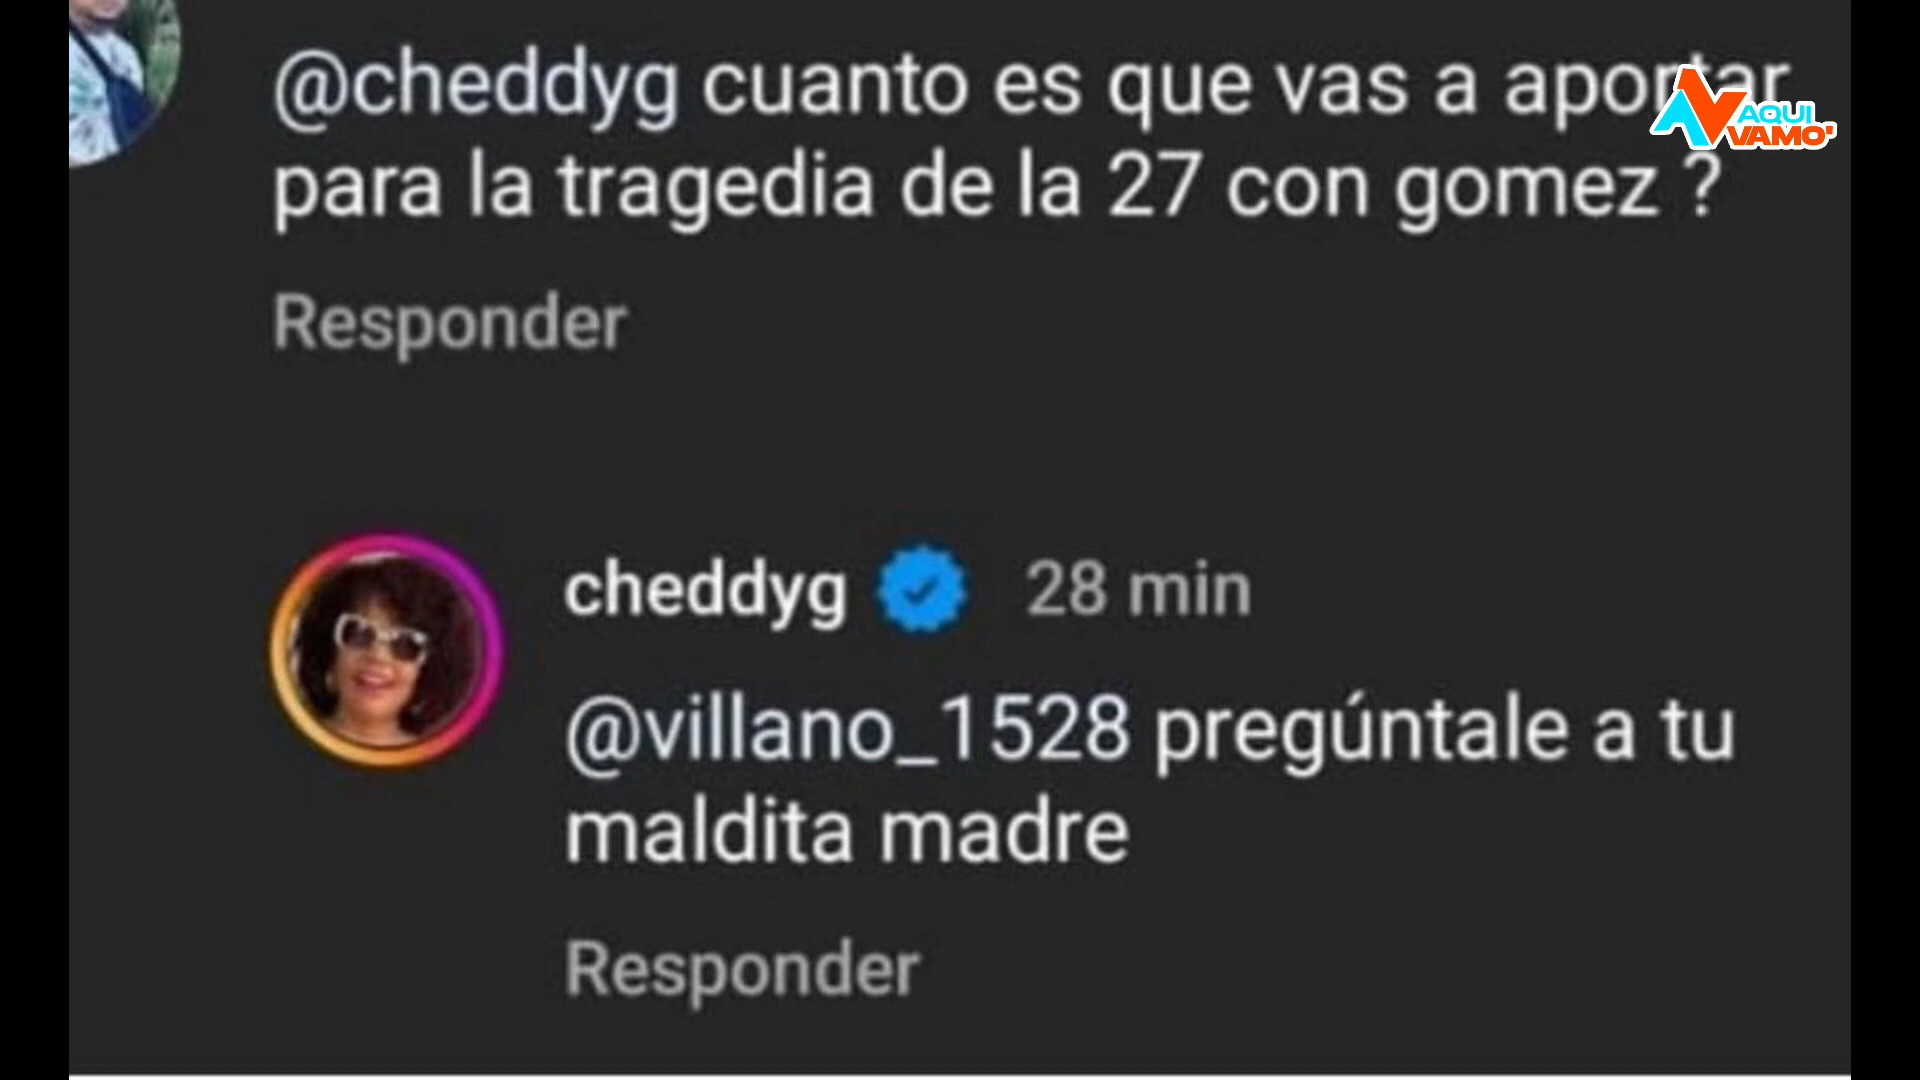 @cheddyg cuanto es que vas a aportar
para la tragedia de la 27 con gomez ?
AQUI
VAMO'
Responder
cheddyg 28 min
@villano_1528 pregúntale a tu
maldita madre
Responder